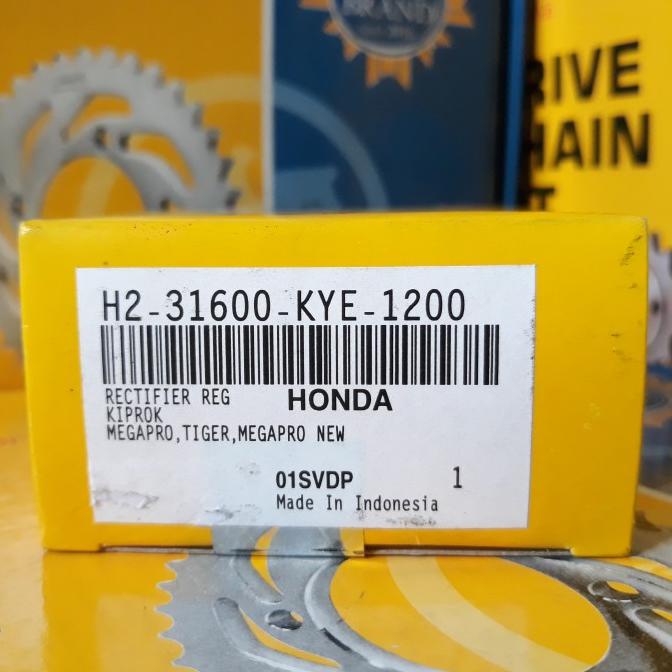 BRAND
RIVE
HAIN
H2-31600-KYE-1200
RECTIFIER REG HONDA
KIPROK
MEGAPRO,TIGER,MEGAPRO NEW
01SVDP 1
Made In Indonesia